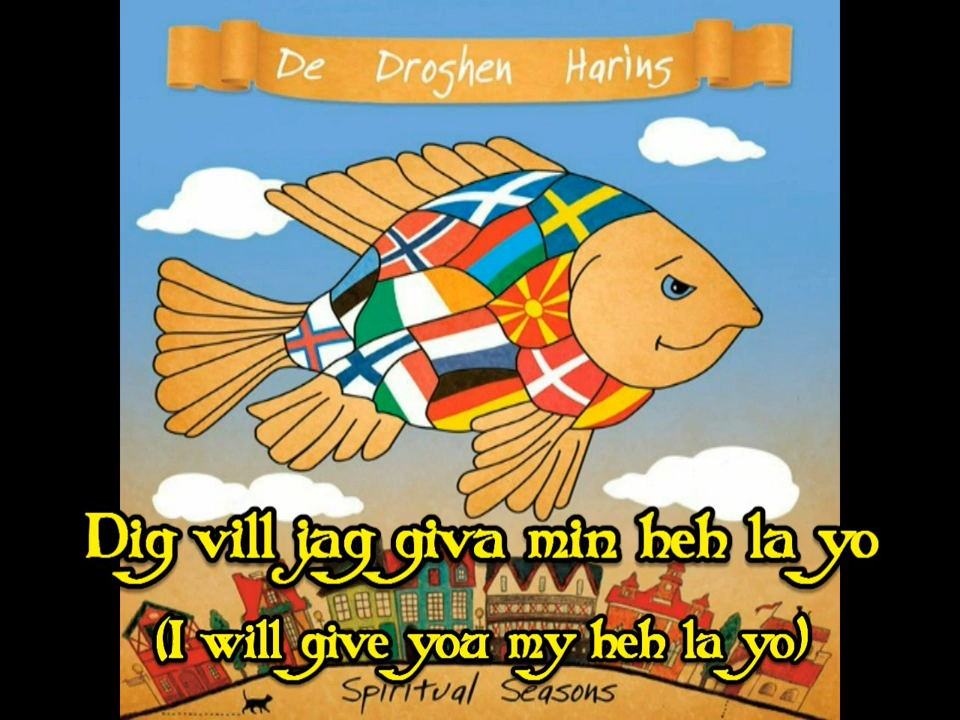 De Droghen Haring
Dig vill jag giva min heh la yo
(I will give you my heh la yo)
Spiritual Seasons